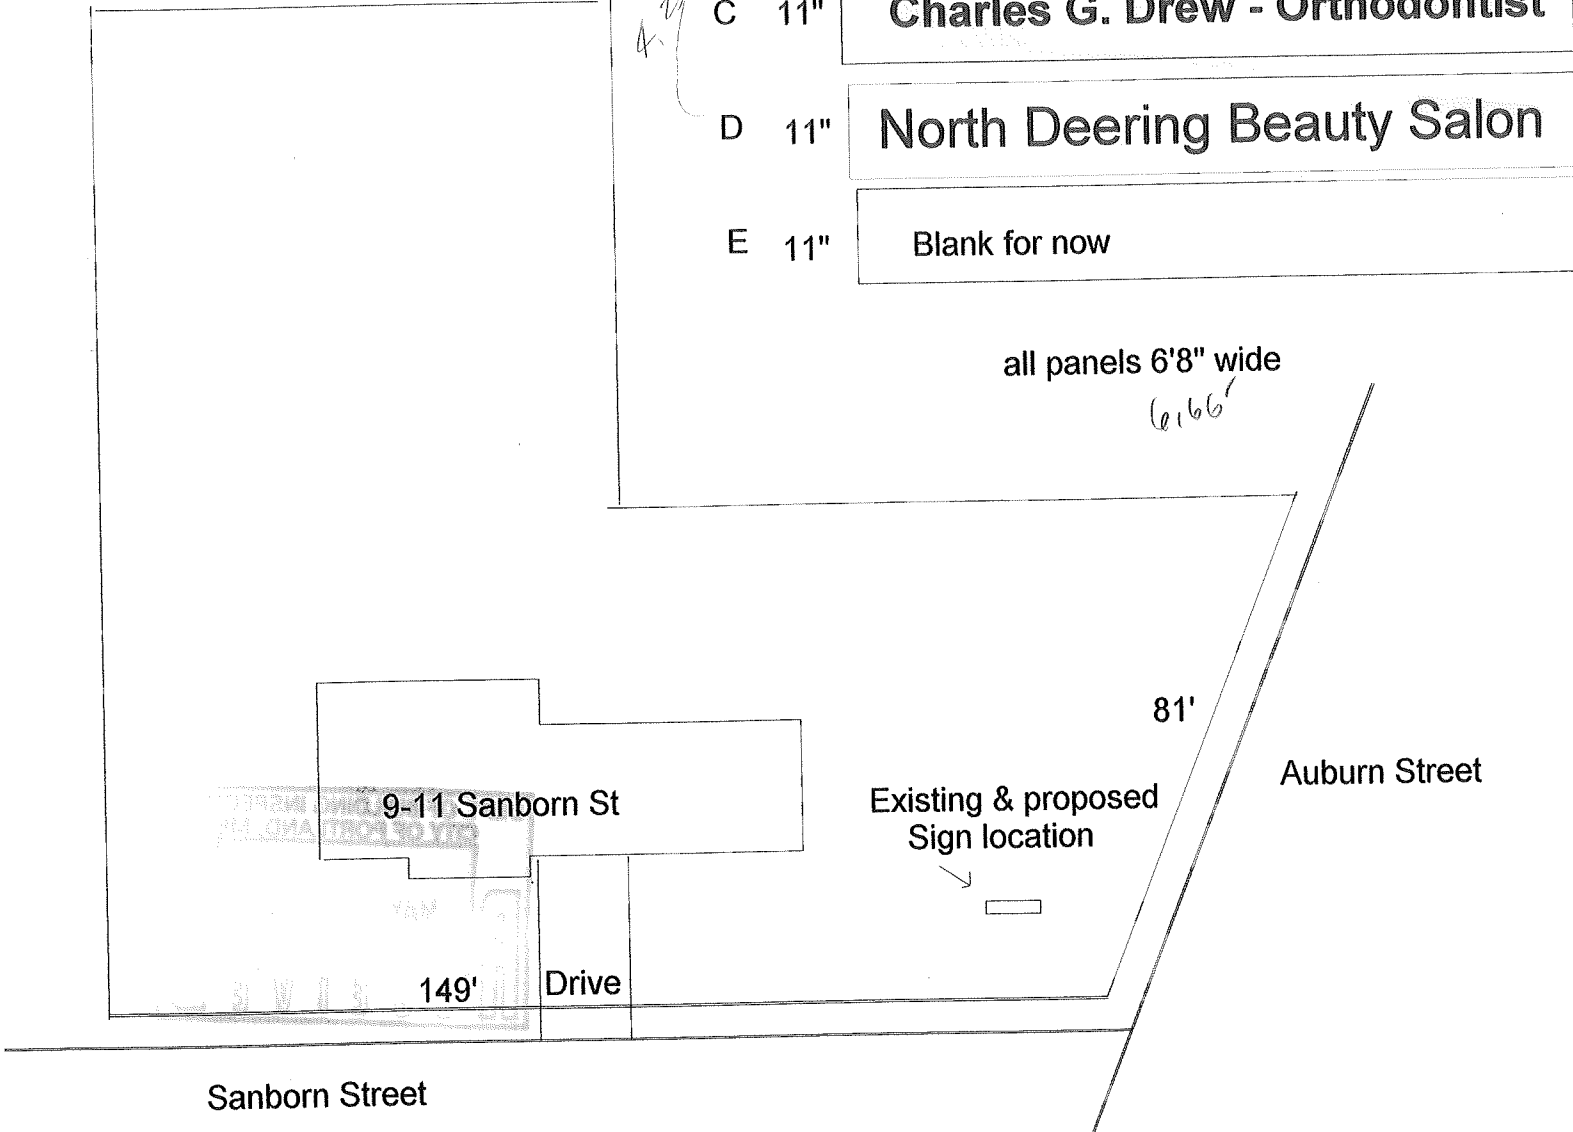 C 11" Charles G. Drew - Orthodontist
D 11" North Deering Beauty Salon
E 11" Blank for now
all panels 6'8" wide
6.66'
81'
Auburn Street
9-11 Sanborn St
Existing & proposed
Sign location
149'
Drive
Sanborn Street